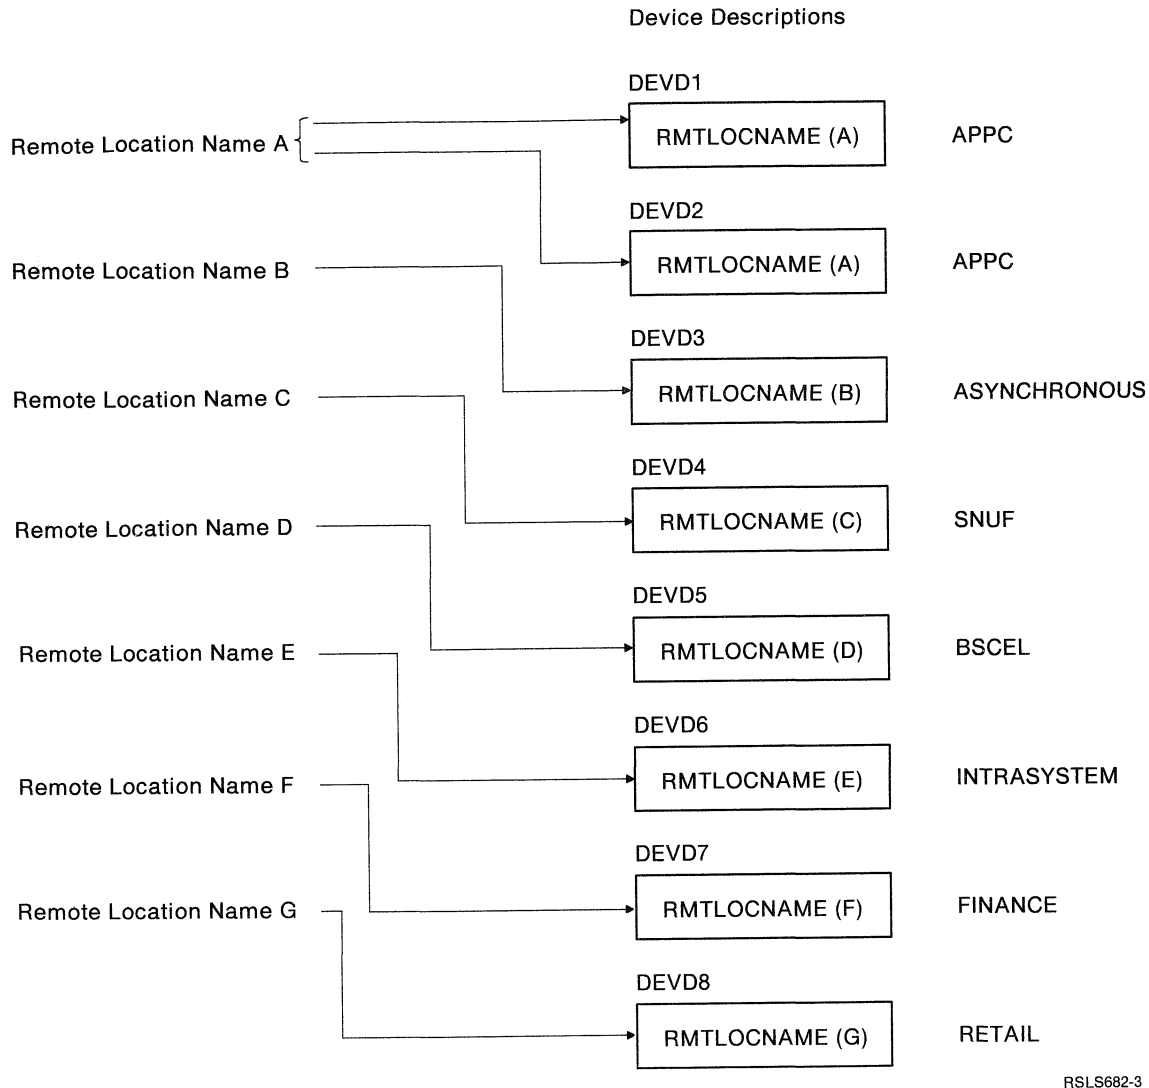 Device Descriptions
DEVD1
Remote Location Name A
RMTLOCNAME (A)
APPC
DEVD2
Remote Location Name B
RMTLOCNAME (A)
APPC
DEVD3
Remote Location Name C
RMTLOCNAME (B)
ASYNCHRONOUS
DEVD4
Remote Location Name D
RMTLOCNAME (C)
SNUF
DEVD5
Remote Location Name E
RMTLOCNAME (D)
BSCEL
DEVD6
Remote Location Name F
RMTLOCNAME (E)
INTRASYSTEM
DEVD7
Remote Location Name G
RMTLOCNAME (F)
FINANCE
DEVD8
RMTLOCNAME (G)
RETAIL
RSLS682-3